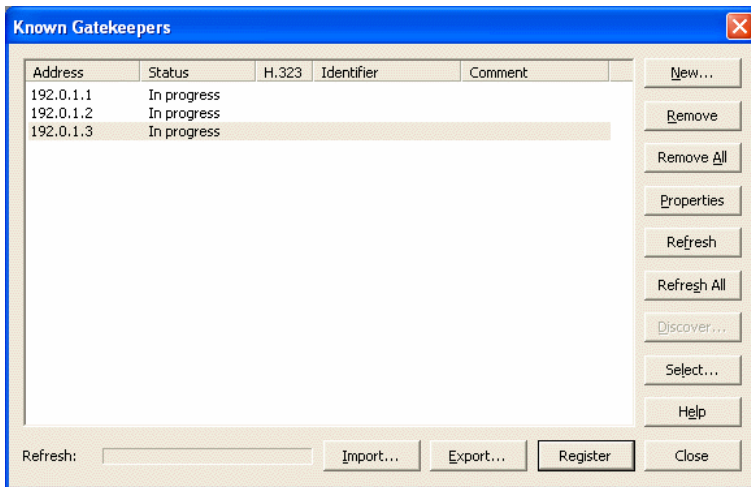 Known Gatekeepers
Address Status H.323 Identifier Comment
192.0.1.1 In progress
192.0.1.2 In progress
192.0.1.3 In progress
New...
Remove
Remove All
Properties
Refresh
Refresh All
Discover...
Select...
Help
Refresh: Import... Export... Register Close